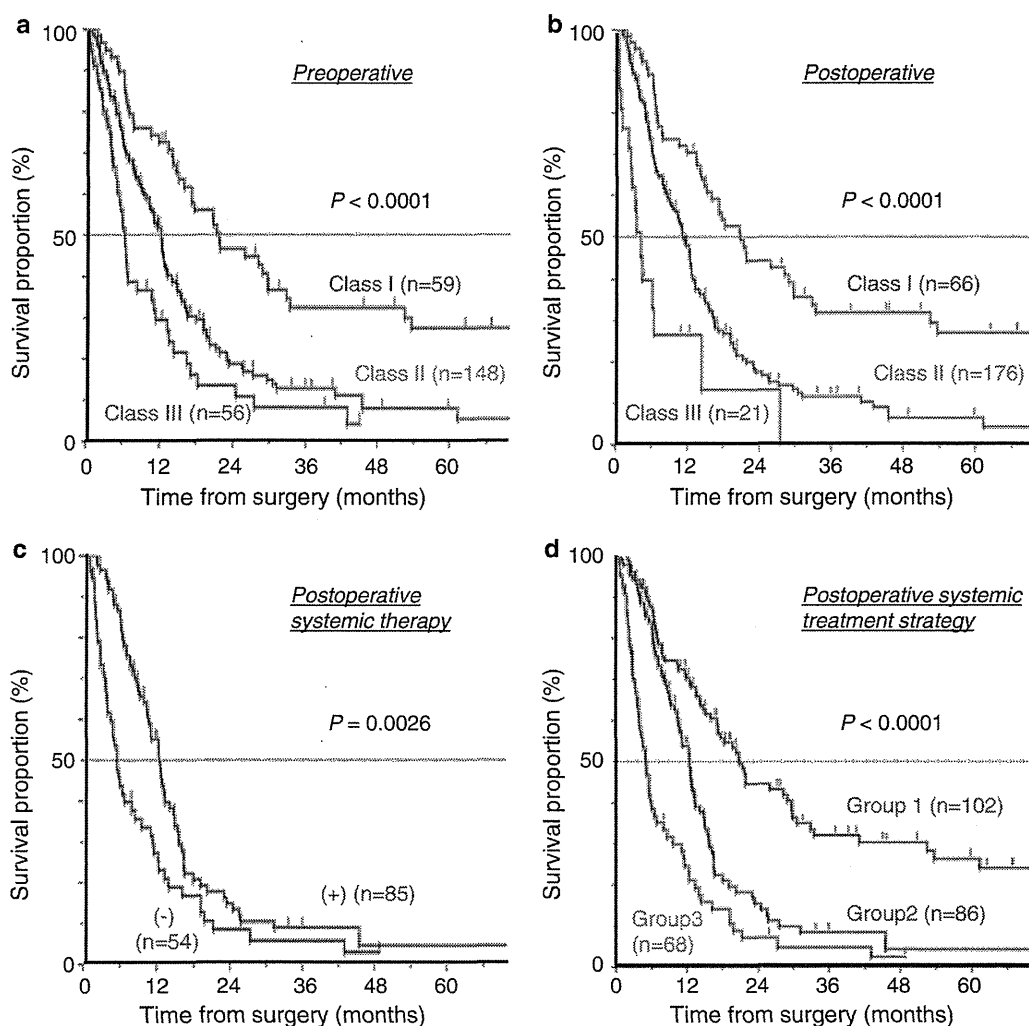 a
Preoperative
P < 0.0001
Class I (n=59)
Class II (n=148)
Class III (n=56)
Survival proportion (%)
100
50
0
0 12 24 36 48 60
Time from surgery (months)
b
Postoperative
P < 0.0001
Class I (n=66)
Class II (n=176)
Class III (n=21)
Survival proportion (%)
100
50
0
0 12 24 36 48 60
Time from surgery (months)
c
Postoperative
systemic therapy
P = 0.0026
(+) (n=85)
(-)
(n=54)
Survival proportion (%)
100
50
0
0 12 24 36 48 60
Time from surgery (months)
d
Postoperative systemic
treatment strategy
P < 0.0001
Group 1 (n=102)
Group2 (n=86)
Group3
(n=68)
Survival proportion (%)
100
50
0
0 12 24 36 48 60
Time from surgery (months)